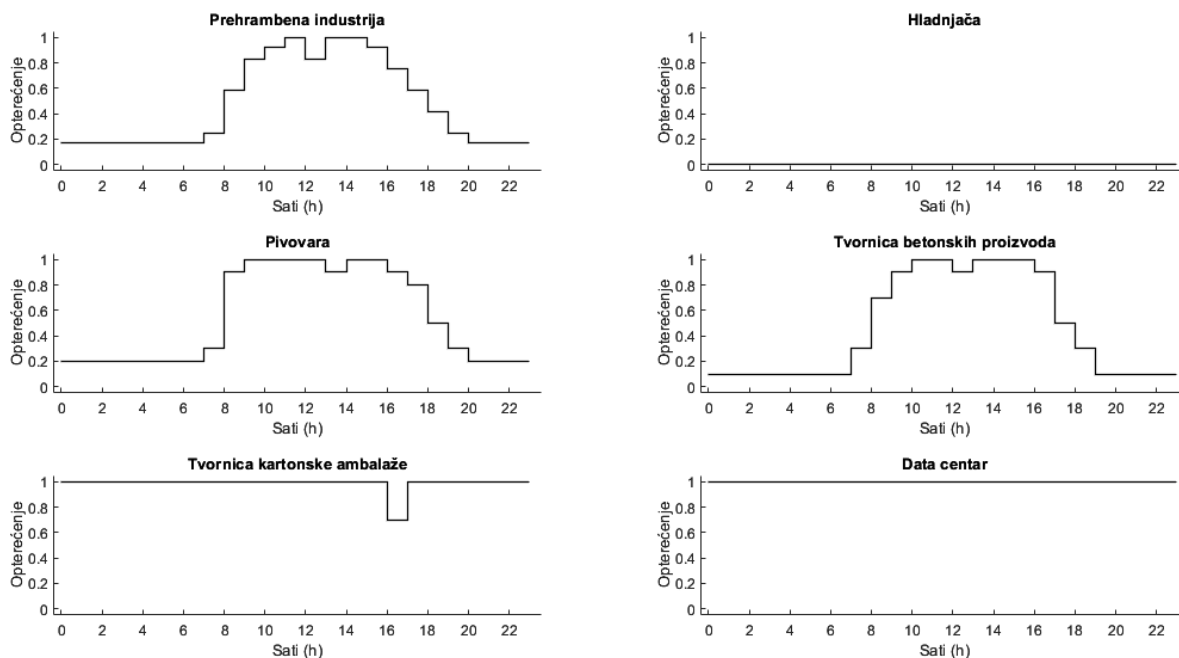 Prehrambena industrija
Opterećenje
1
0.8
0.6
0.4
0.2
0
0 2 4 6 8 10 12 14 16 18 20 22
Sati (h)
Hladnjača
Opterećenje
1
0.8
0.6
0.4
0.2
0
0 2 4 6 8 10 12 14 16 18 20 22
Sati (h)
Pivovara
Opterećenje
1
0.8
0.6
0.4
0.2
0
0 2 4 6 8 10 12 14 16 18 20 22
Sati (h)
Tvornica betonskih proizvoda
Opterećenje
1
0.8
0.6
0.4
0.2
0
0 2 4 6 8 10 12 14 16 18 20 22
Sati (h)
Tvornica kartonske ambalaže
Opterećenje
1
0.8
0.6
0.4
0.2
0
0 2 4 6 8 10 12 14 16 18 20 22
Sati (h)
Data centar
Opterećenje
1
0.8
0.6
0.4
0.2
0
0 2 4 6 8 10 12 14 16 18 20 22
Sati (h)